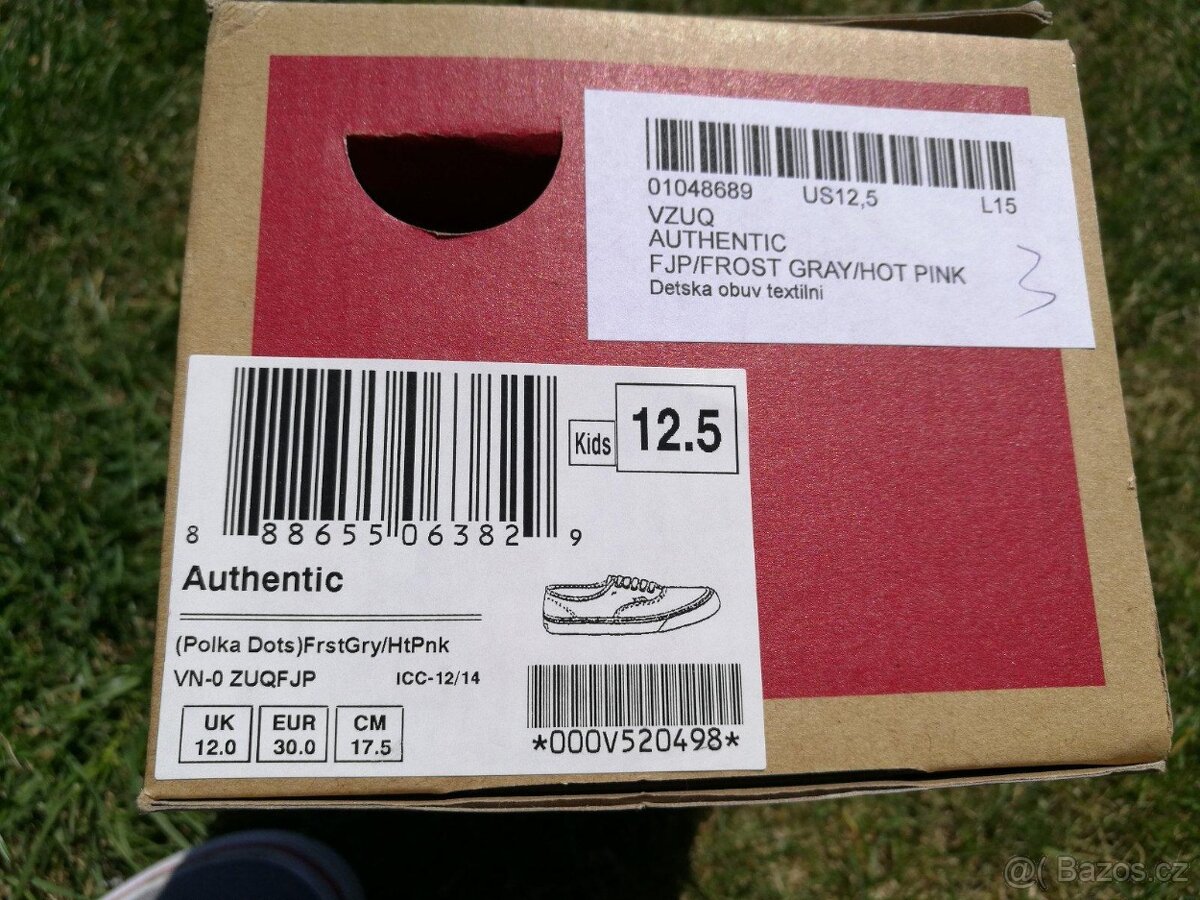 01048689 US12,5 L15
VZUQ
AUTHENTIC
FJP/FROST GRAY/HOT PINK
Detska obuv textilni
3
Kids 12.5
8 88655 06382 9
Authentic
(Polka Dots)FrstGry/HtPnk
VN-0 ZUQFJP ICC-12/14
UK EUR CM
12.0 30.0 17.5
*000V520498*
@( Bazos.cz